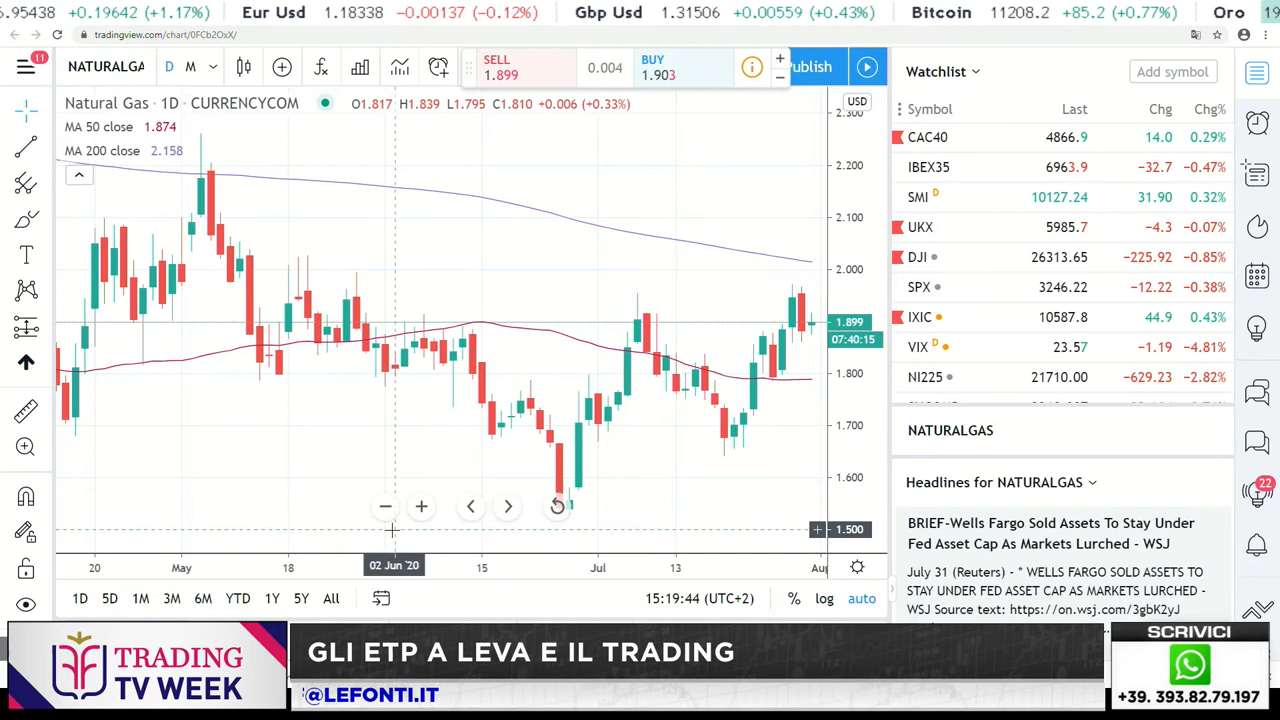 6.95438 +0.19642 (+1.17%) Eur Usd 1.18338 −0.00137 (−0.12%) Gbp Usd 1.31506 +0.00559 (+0.43%) Bitcoin 11208.2 +85.2 (+0.77%) Oro 19
tradingview.com/chart/0FCb2OxX/
11
NATURALGA D M
SELL
1.899
0.004
BUY
1.903
Publish
Natural Gas · 1D · CURRENCYCOM O1.817 H1.839 L1.795 C1.810 +0.006 (+0.33%)
MA 50 close 1.874
MA 200 close 2.158
USD
2.300
2.200
2.100
2.000
1.899
07:40:15
1.800
1.700
1.600
1.500
20 May 18 02 Jun '20 15 Jul 13 Aug
1D 5D 1M 3M 6M YTD 1Y 5Y All 15:19:44 (UTC+2) % log auto
Watchlist Add symbol
Symbol Last Chg Chg%
CAC40 4866.9 14.0 0.29%
IBEX35 6963.9 −32.7 −0.47%
SMI D 10127.24 31.90 0.32%
UKX 5985.7 −4.3 −0.07%
DJI 26313.65 −225.92 −0.85%
SPX 3246.22 −12.22 −0.38%
IXIC 10587.8 44.9 0.43%
VIX D 23.57 −1.19 −4.81%
NI225 21710.00 −629.23 −2.82%
NATURALGAS
Headlines for NATURALGAS
BRIEF-Wells Fargo Sold Assets To Stay Under
Fed Asset Cap As Markets Lurched - WSJ
July 31 (Reuters) - * WELLS FARGO SOLD ASSETS TO
STAY UNDER FED ASSET CAP AS MARKETS LURCHED -
WSJ Source text: https://on.wsj.com/3gbK2yJ
22
TRADING
TV WEEK
GLI ETP A LEVA E IL TRADING
@LEFONTI.IT
SCRIVICI
+39. 393.82.79.197